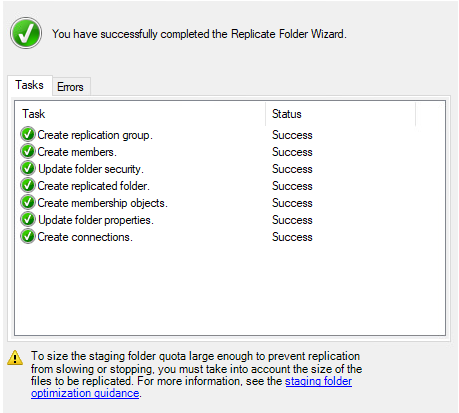 You have successfully completed the Replicate Folder Wizard.
Tasks Errors
Task Status
Create replication group. Success
Create members. Success
Update folder security. Success
Create replicated folder. Success
Create membership objects. Success
Update folder properties. Success
Create connections. Success
To size the staging folder quota large enough to prevent replication
from slowing or stopping, you must take into account the size of the
files to be replicated. For more information, see the staging folder
optimization guidance.